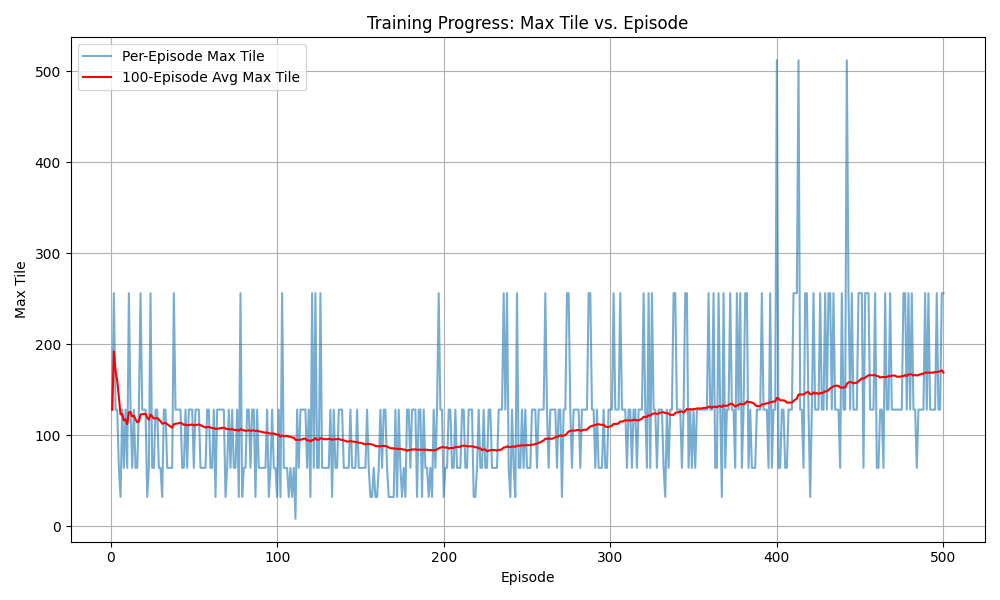 Training Progress: Max Tile vs. Episode
Per-Episode Max Tile
100-Episode Avg Max Tile
Max Tile
500
400
300
200
100
0
0 100 200 300 400 500
Episode